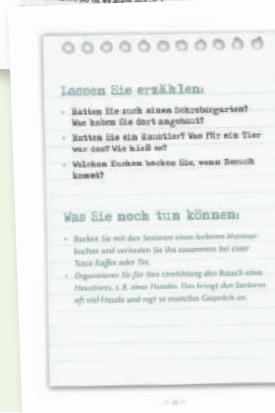 Lassen Sie erzählen:
• Hatten Sie auch einen Schrebergarten?
Was haben Sie dort angebaut?
• Hatten Sie ein Haustier? Was für ein Tier
war das? Wie hieß es?
• Welchen Kuchen backen Sie, wenn Besuch
kommt?
Was Sie noch tun können:
• Backen Sie mit den Senioren einen leckeren Marmor-
kuchen und verkosten Sie ihn zusammen bei einer
Tasse Kaffee oder Tee.
• Organisieren Sie für Ihre Einrichtung den Besuch eines
Haustieres, z. B. eines Hundes. Das bringt den Senioren
oft viel Freude und regt so manches Gespräch an.